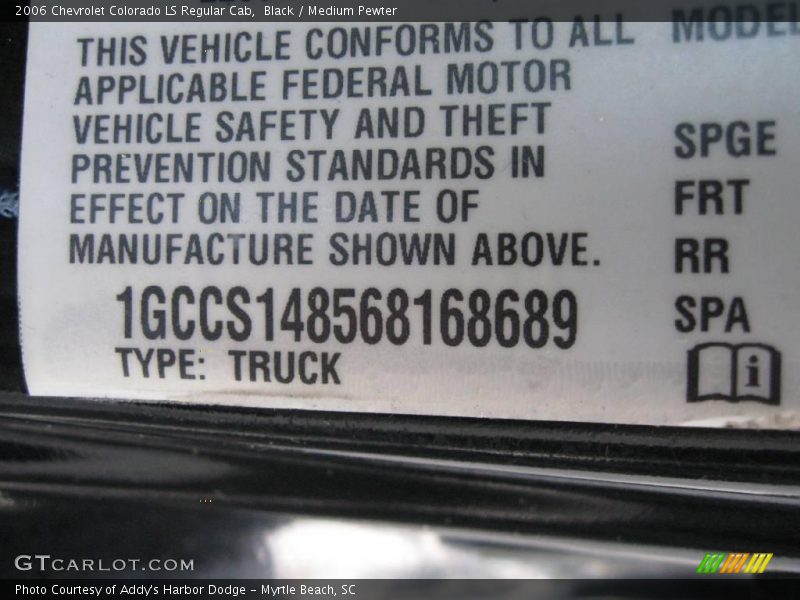 2006 Chevrolet Colorado LS Regular Cab, Black / Medium Pewter
THIS VEHICLE CONFORMS TO ALL
APPLICABLE FEDERAL MOTOR
VEHICLE SAFETY AND THEFT
PREVENTION STANDARDS IN
EFFECT ON THE DATE OF
MANUFACTURE SHOWN ABOVE.
1GCCS148568168689
TYPE: TRUCK
MODEL
SPGE
FRT
RR
SPA
i
GTCARLOT.COM
Photo Courtesy of Addy's Harbor Dodge - Myrtle Beach, SC